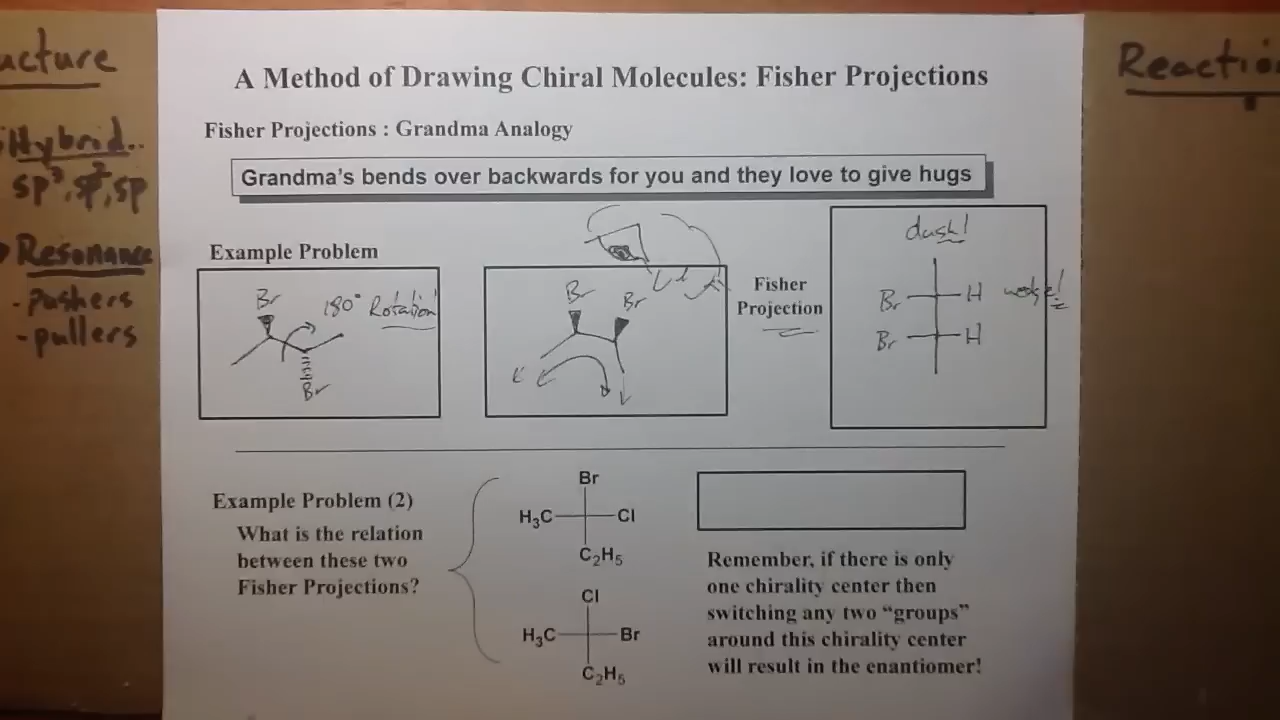 ucture
Hybrid..
sp³, sp², sp
Resonance
- pushers
- pullers
Reactio
A Method of Drawing Chiral Molecules: Fisher Projections
Fisher Projections : Grandma Analogy
Grandma's bends over backwards for you and they love to give hugs
Example Problem
Br
180° Rotation!
Br
Br
Br
Fisher
Projection
dash!
Br H wedge!
Br H
Example Problem (2)
What is the relation
between these two
Fisher Projections?
Br
H₃C Cl
C₂H₅
Cl
H₃C Br
C₂H₅
Remember, if there is only
one chirality center then
switching any two “groups”
around this chirality center
will result in the enantiomer!